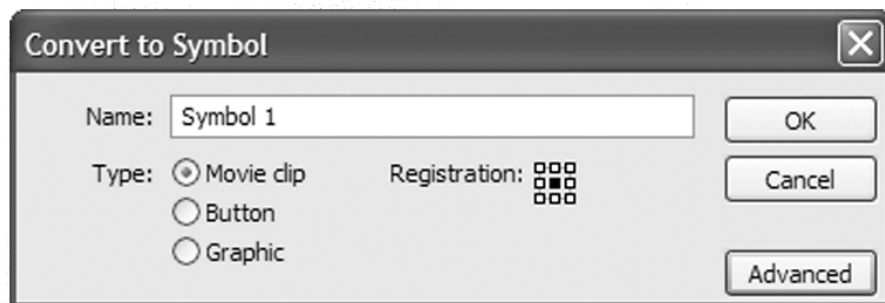 Convert to Symbol
Name: Symbol 1 OK
Type: Movie clip Registration: Cancel
Button
Graphic
Advanced